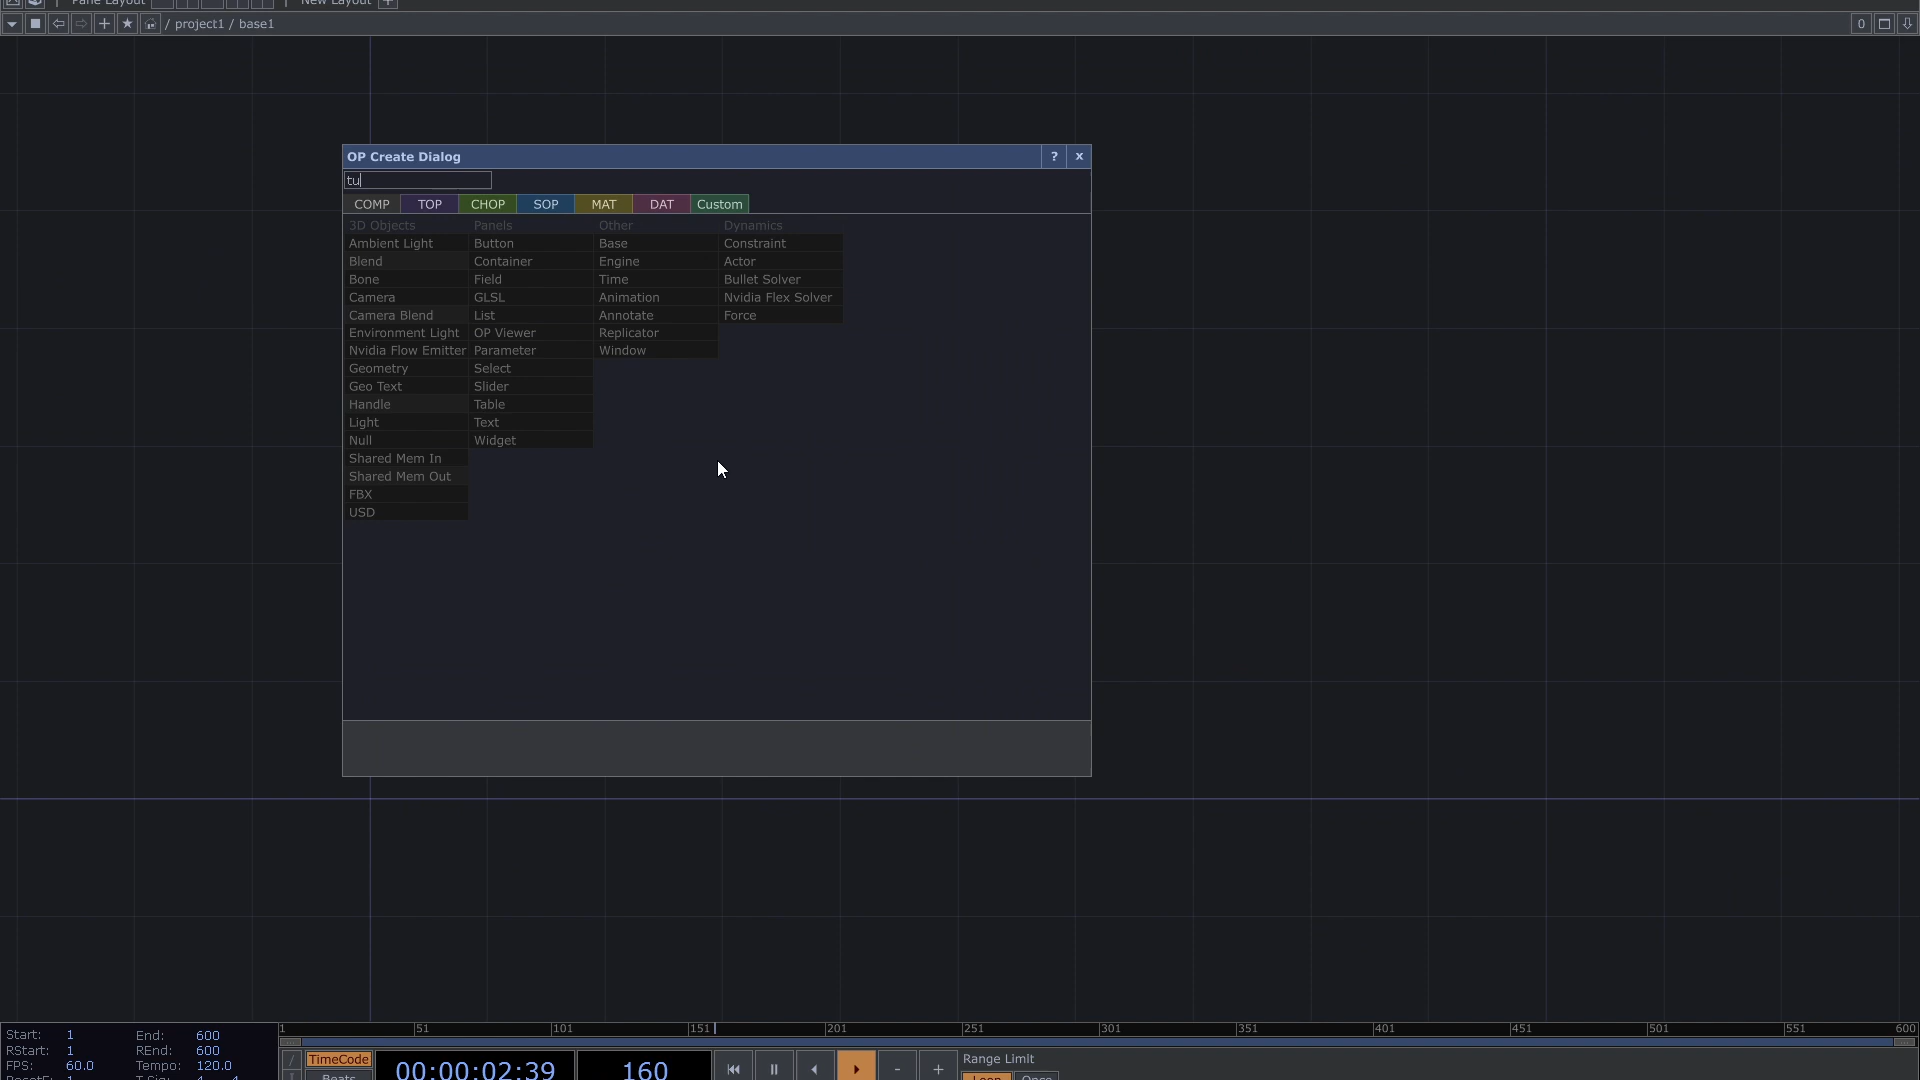 Pane Layout New Layout +
/ project1 / base1 0
OP Create Dialog ? x
tu
COMP TOP CHOP SOP MAT DAT Custom
3D Objects Panels Other Dynamics
Ambient Light Button Base Constraint
Blend Container Engine Actor
Bone Field Time Bullet Solver
Camera GLSL Animation Nvidia Flex Solver
Camera Blend List Annotate Force
Environment Light OP Viewer Replicator
Nvidia Flow Emitter Parameter Window
Geometry Select
Geo Text Slider
Handle Table
Light Text
Null Widget
Shared Mem In
Shared Mem Out
FBX
USD
1 51 101 151 201 251 301 351 401 451 501 551 600
Start: 1 End: 600
RStart: 1 REnd: 600
FPS: 60.0 Tempo: 120.0
TimeCode 00:00:02:39 160 - + Range Limit
Beats Loop Once